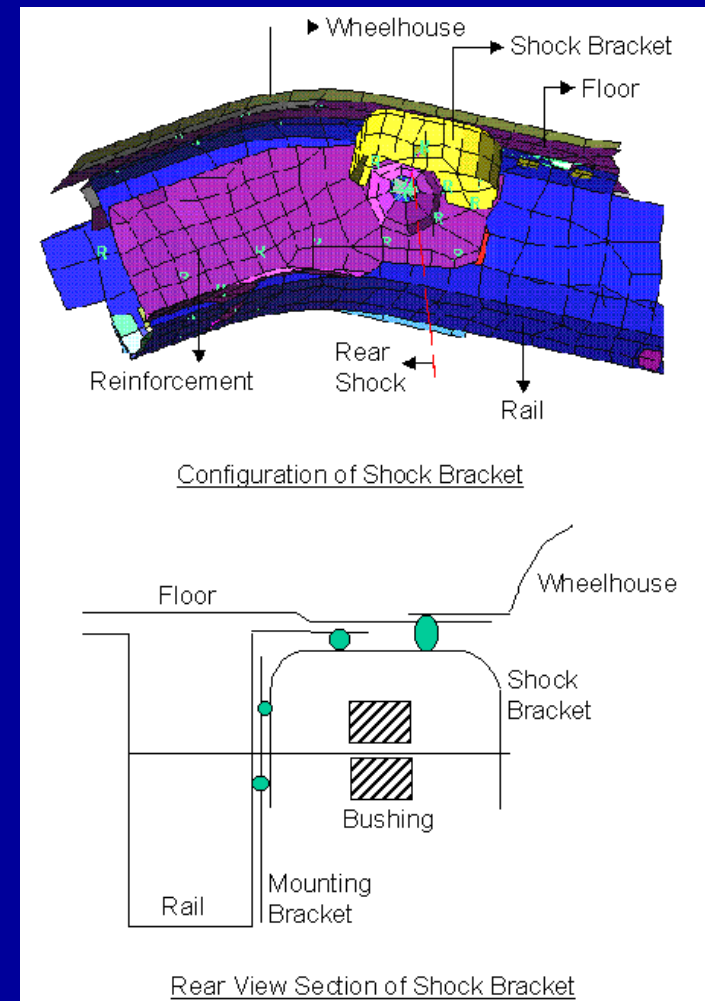 Wheelhouse
Shock Bracket
Floor
R
R
R
R
R
R
R
Reinforcement
Rear
Shock
Rail
Configuration of Shock Bracket
Floor
Wheelhouse
Shock
Bracket
Bushing
Mounting
Bracket
Rail
Rear View Section of Shock Bracket